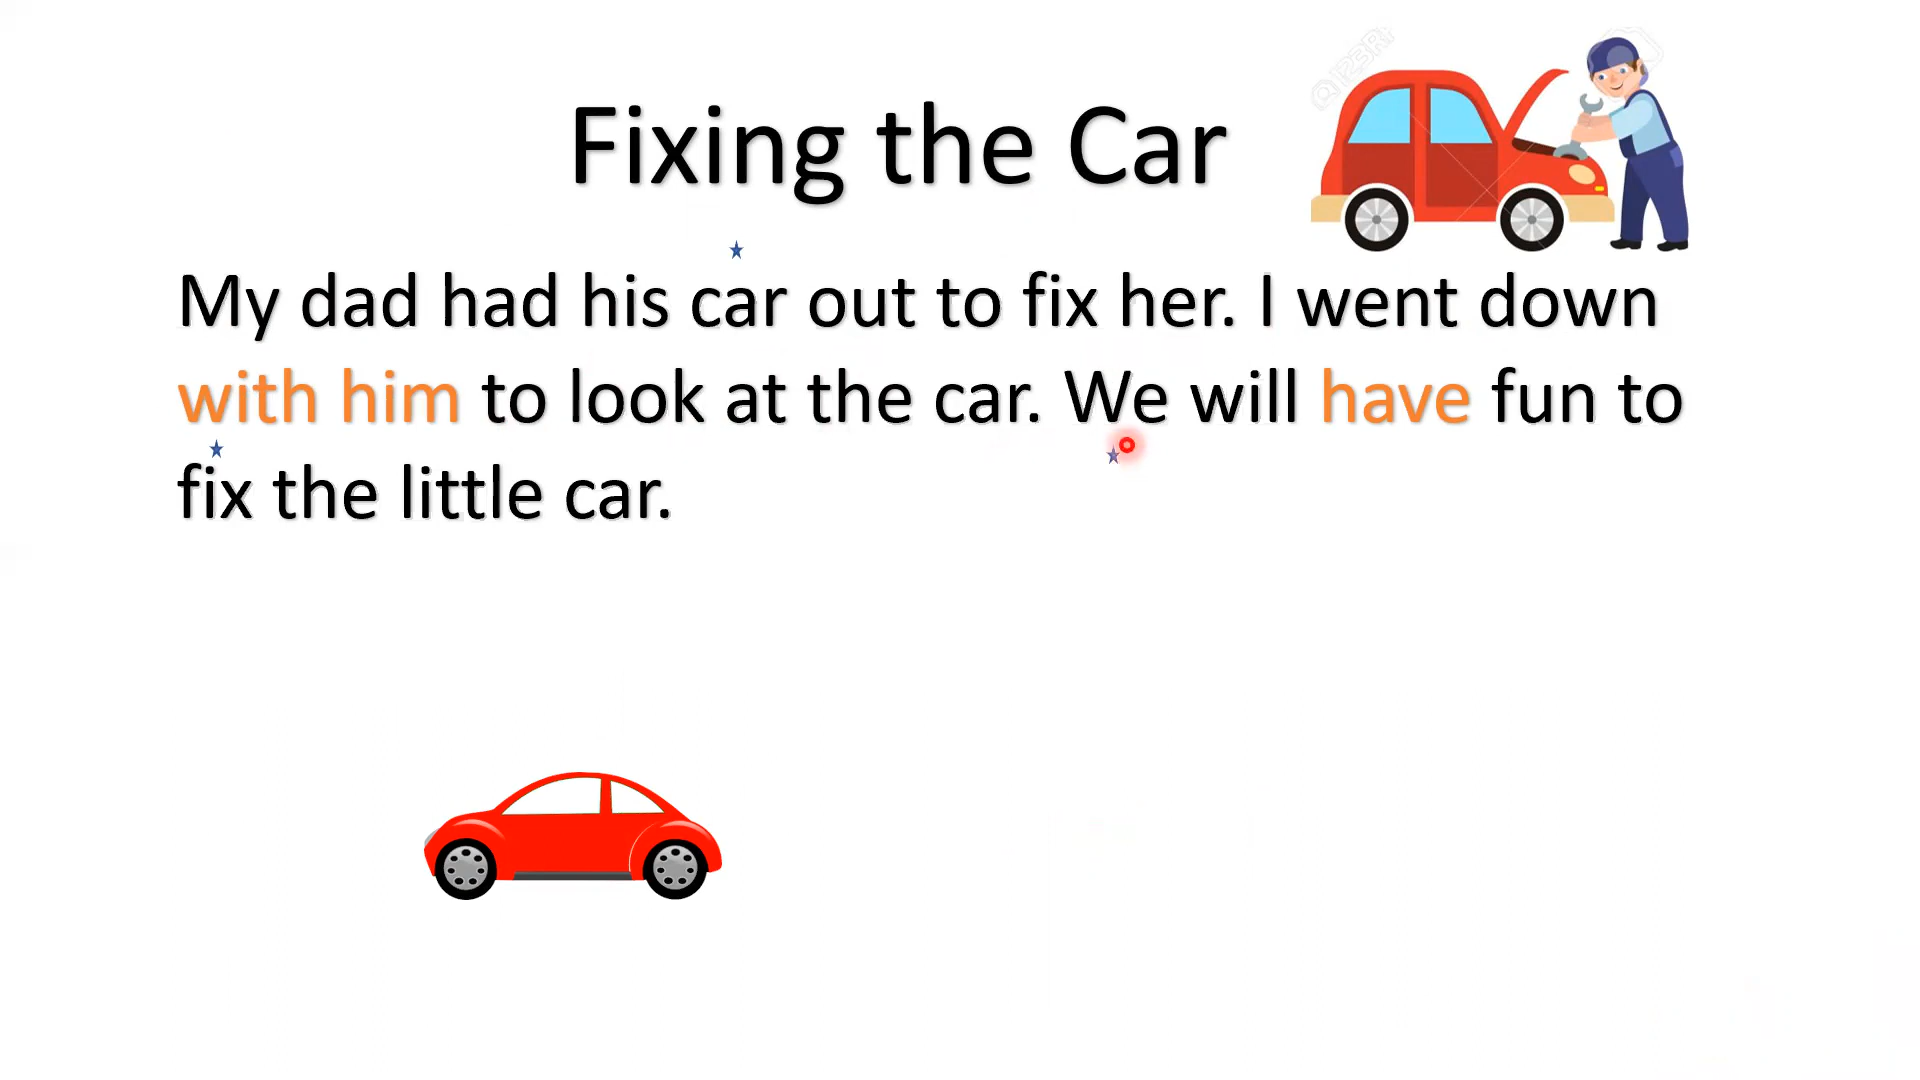 Fixing the Car
My dad had his car out to fix her. I went down
with him to look at the car. We will have fun to
fix the little car.
123RF